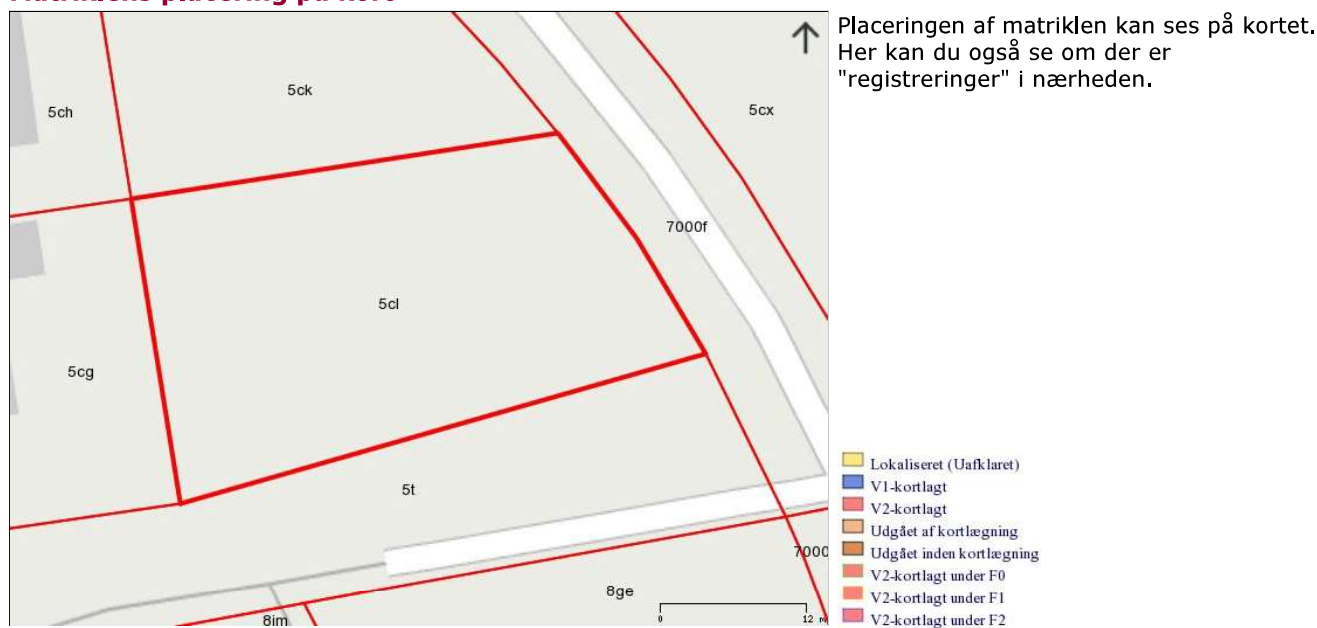 Placeringen af matriklen kan ses på kortet.
Her kan du også se om der er
"registreringer" i nærheden.
5ck
5ch
5cx
7000f
5cl
5cg
5t
7000
8ge
8im
0 12
Lokaliseret (Uafklaret)
V1-kortlagt
V2-kortlagt
Udgået af kortlægning
Udgået inden kortlægning
V2-kortlagt under F0
V2-kortlagt under F1
V2-kortlagt under F2